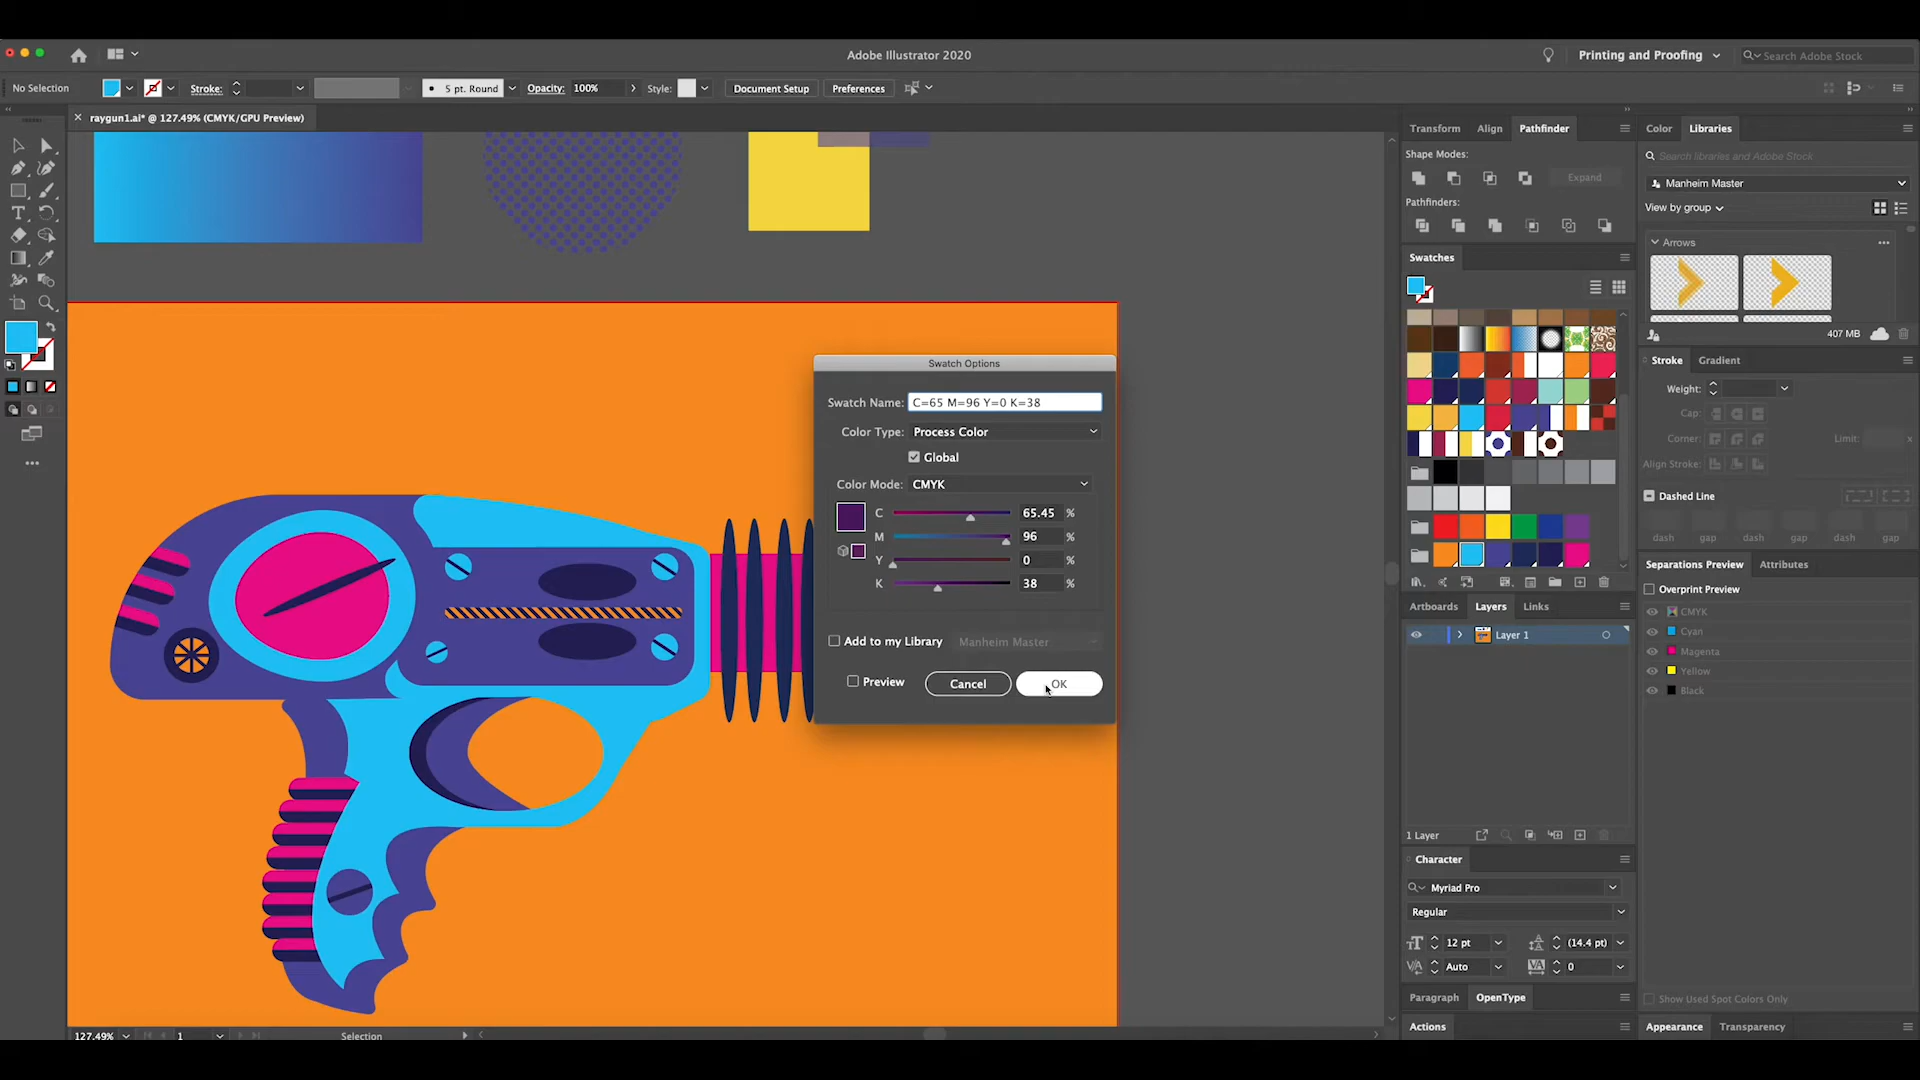 Adobe Illustrator 2020
Printing and Proofing
Search Adobe Stock
No Selection
Stroke:
5 pt. Round
Opacity:
100%
Style:
Document Setup
Preferences
raygun1.ai* @ 127.49% (CMYK/GPU Preview)
Transform
Align
Pathfinder
Shape Modes:
Expand
Pathfinders:
Swatches
Color
Libraries
Search libraries and Adobe Stock
Manheim Master
View by group
Arrows
407 MB
Stroke
Gradient
Weight:
Cap:
Corner:
Limit:
Align Stroke:
Dashed Line
dash
gap
dash
gap
dash
gap
Swatch Options
Swatch Name:
C=65 M=96 Y=0 K=38
Color Type:
Process Color
Global
Color Mode:
CMYK
C
65.45
%
M
96
%
Y
0
%
K
38
%
Add to my Library
Manheim Master
Preview
Cancel
OK
Artboards
Layers
Links
Layer 1
1 Layer
Separations Preview
Attributes
Overprint Preview
CMYK
Cyan
Magenta
Yellow
Black
Show Used Spot Colors Only
Character
Myriad Pro
Regular
12 pt
(14.4 pt)
Auto
0
Paragraph
OpenType
Actions
Appearance
Transparency
127.49%
1
Selection